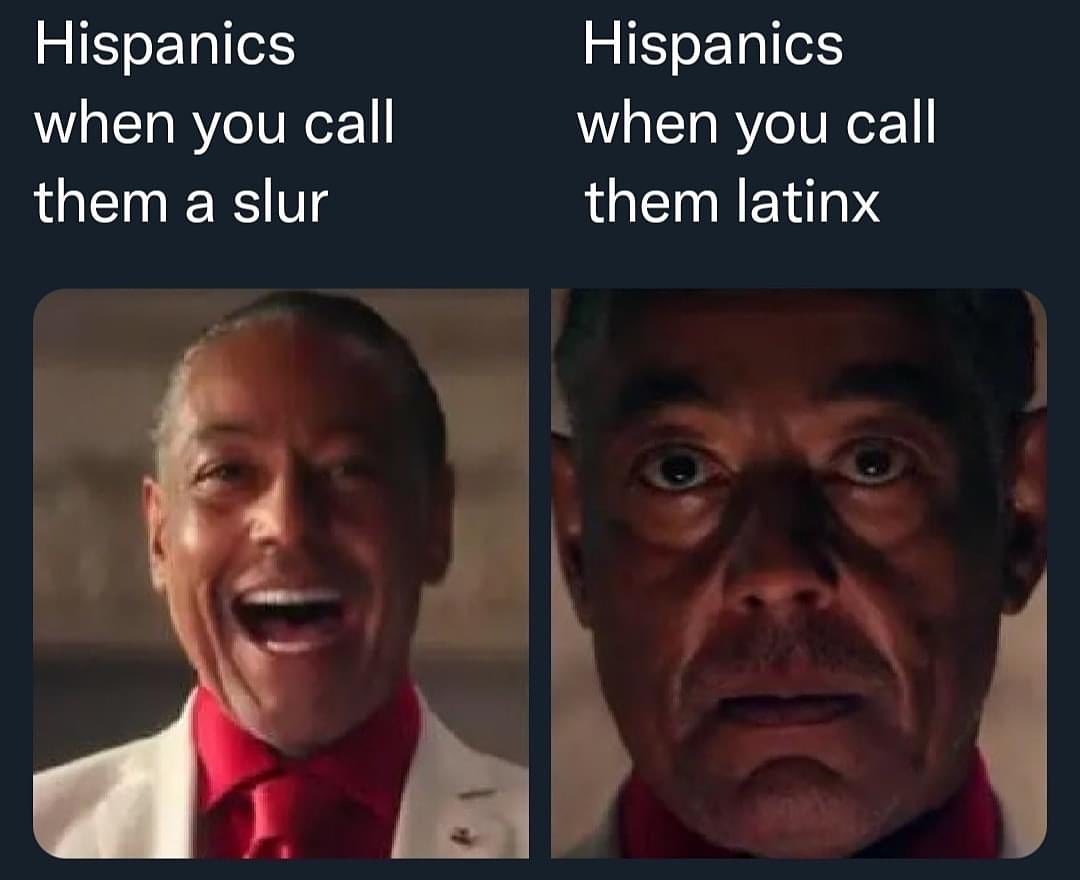 Hispanics
when you call
them a slur
Hispanics
when you call
them latinx